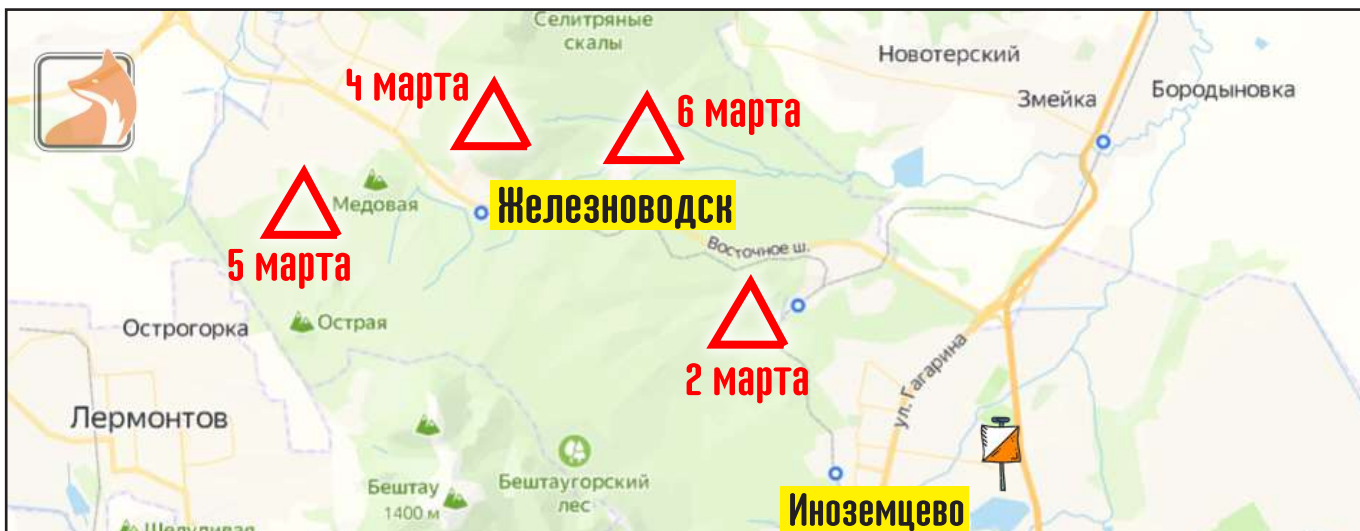 Селитряные
скалы
Новотерский
4 марта
6 марта
Змейка
Бородыновка
Медовая
Железноводск
Восточное ш.
5 марта
Острогорка
Острая
2 марта
ул. Гагарина
Лермонтов
Бештау
1400 м
Бештаугорский
лес
Иноземцево
Шелудивая